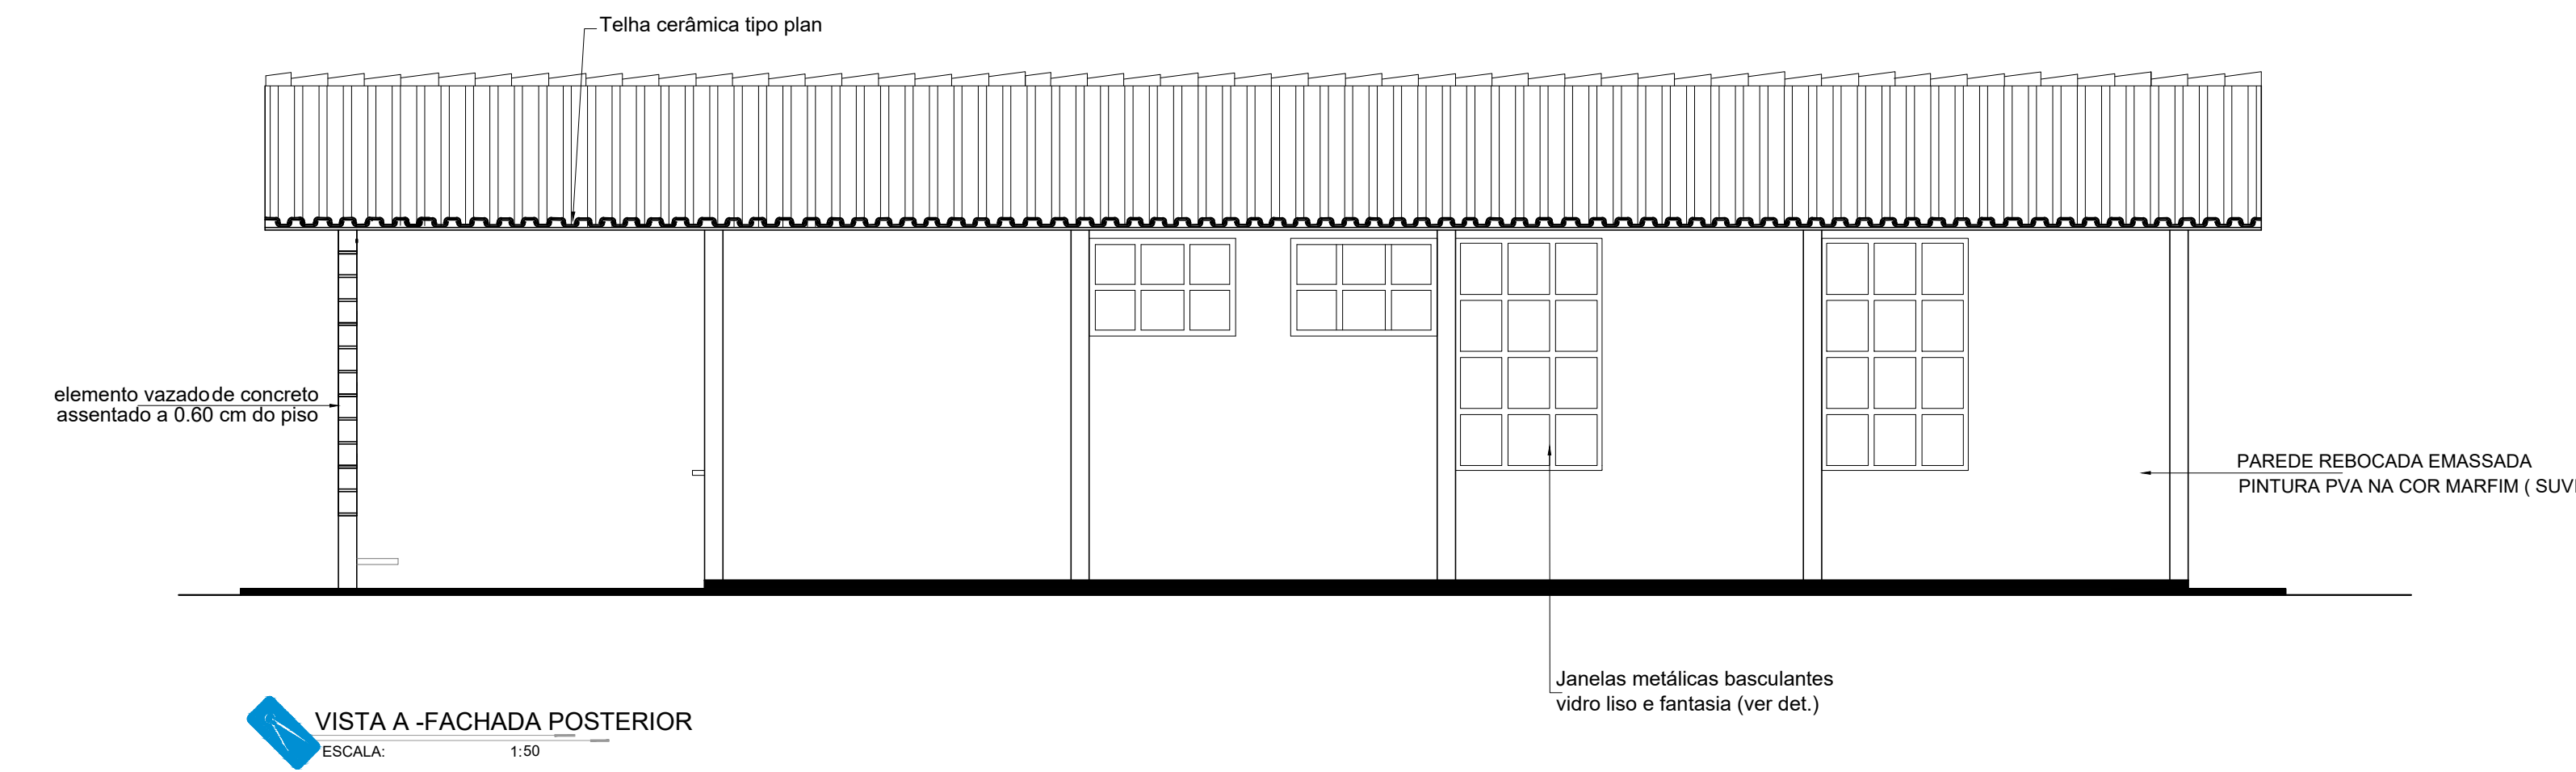 Telha cerâmica tipo plan
elemento vazado de concreto
assentado a 0.60 cm do piso
PAREDE REBOCADA EMASSADA
PINTURA PVA NA COR MARFIM ( SUVI
Janelas metálicas basculantes
vidro liso e fantasia (ver det.)
VISTA A -FACHADA POSTERIOR
ESCALA: 1:50